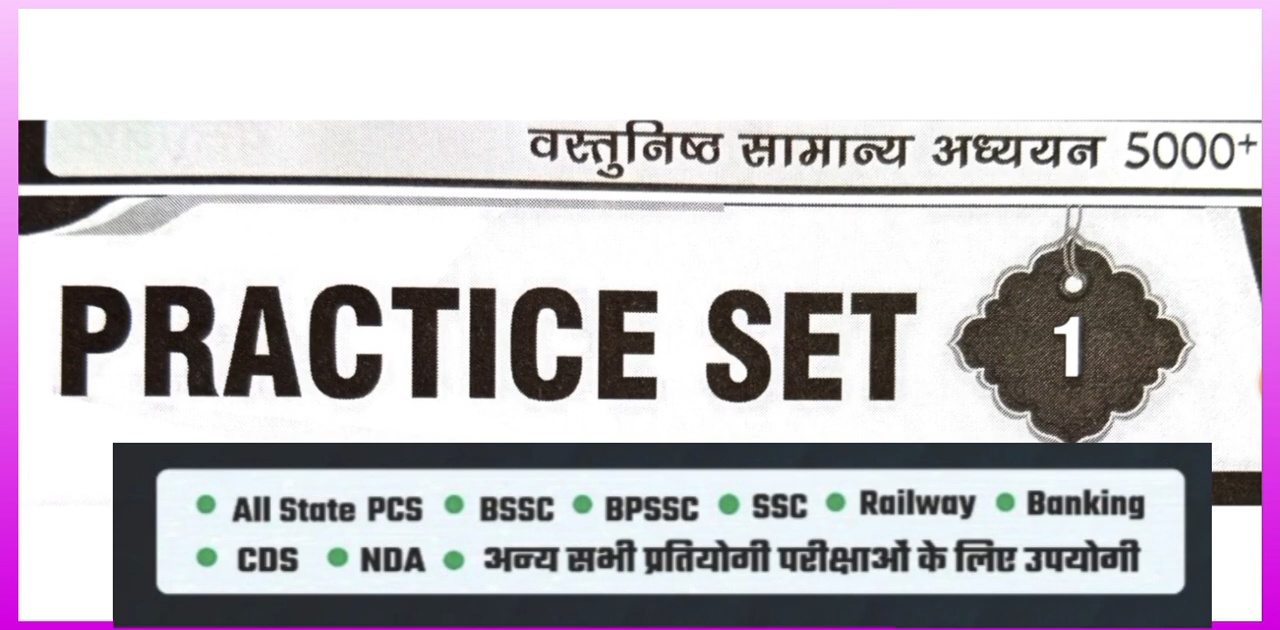 वस्तुनिष्ठ सामान्य अध्ययन 5000+
PRACTICE SET 1
• All State PCS • BSSC • BPSSC • SSC • Railway • Banking
• CDS • NDA • अन्य सभी प्रतियोगी परीक्षाओं के लिए उपयोगी